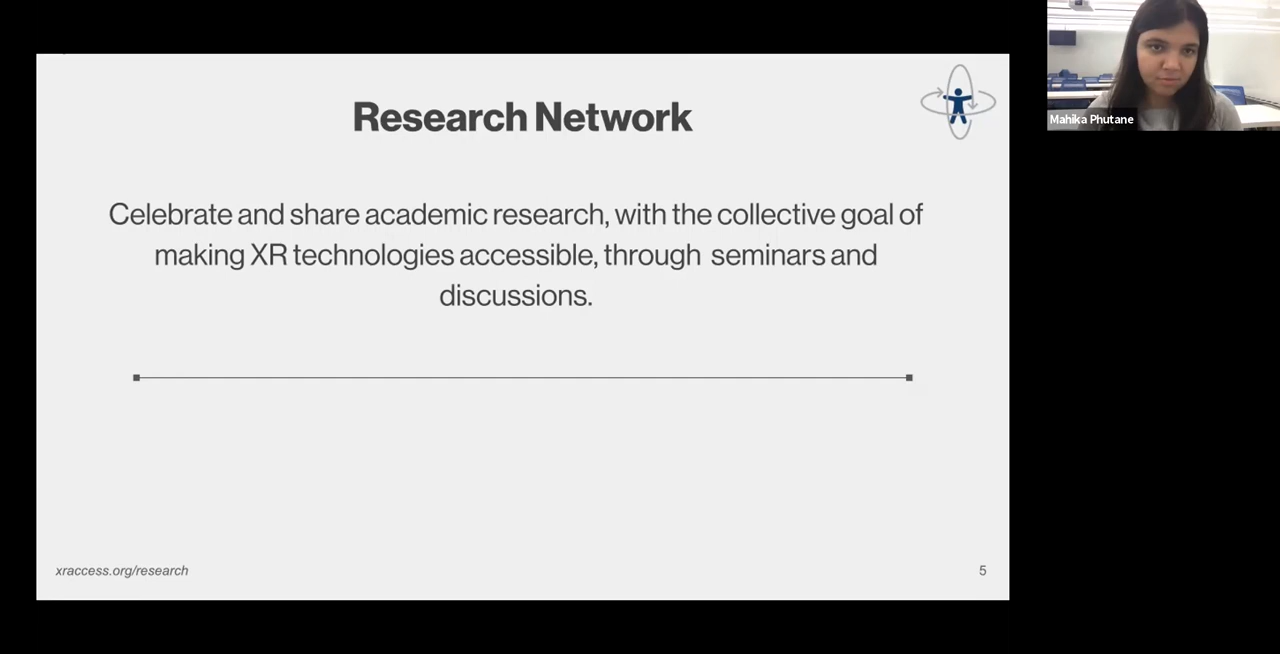 Research Network
Celebrate and share academic research, with the collective goal of
making XR technologies accessible, through seminars and
discussions.
xraccess.org/research
5
Mahika Phutane